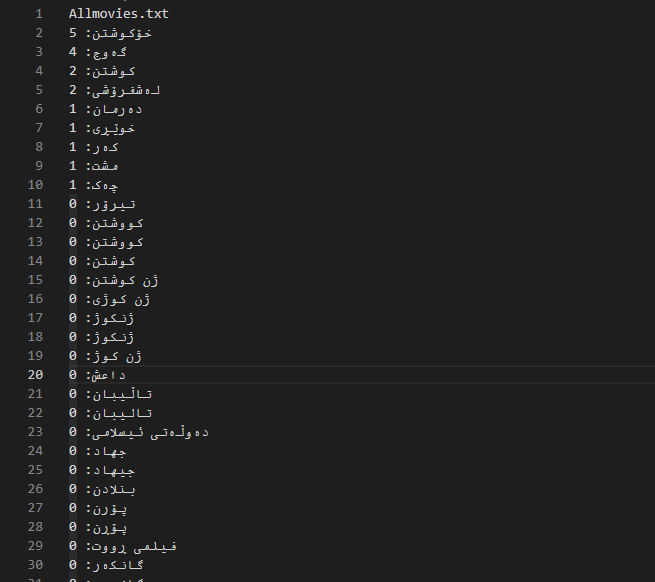 1 Allmovies.txt
2 خۆکوشتن: 5
3 گەوج: 4
4 کوشتن: 2
5 لەشفرۆشی: 2
6 دەرمان: 1
7 خوێڕی: 1
8 کەر: 1
9 مشت: 1
10 چەک: 1
11 تیرۆر: 0
12 کووشتن: 0
13 کووشتن: 0
14 کوشتن: 0
15 ژن کوشتن: 0
16 ژن کوژی: 0
17 ژنکوژ: 0
18 ژنکوژ: 0
19 ژن کوژ: 0
20 داعش: 0
21 تاڵیبان: 0
22 تالیبان: 0
23 دەوڵەتی ئیسلامی: 0
24 جهاد: 0
25 جیهاد: 0
26 بنلادن: 0
27 پۆرن: 0
28 پۆڕن: 0
29 فیلمی ڕووت: 0
30 گانکەر: 0